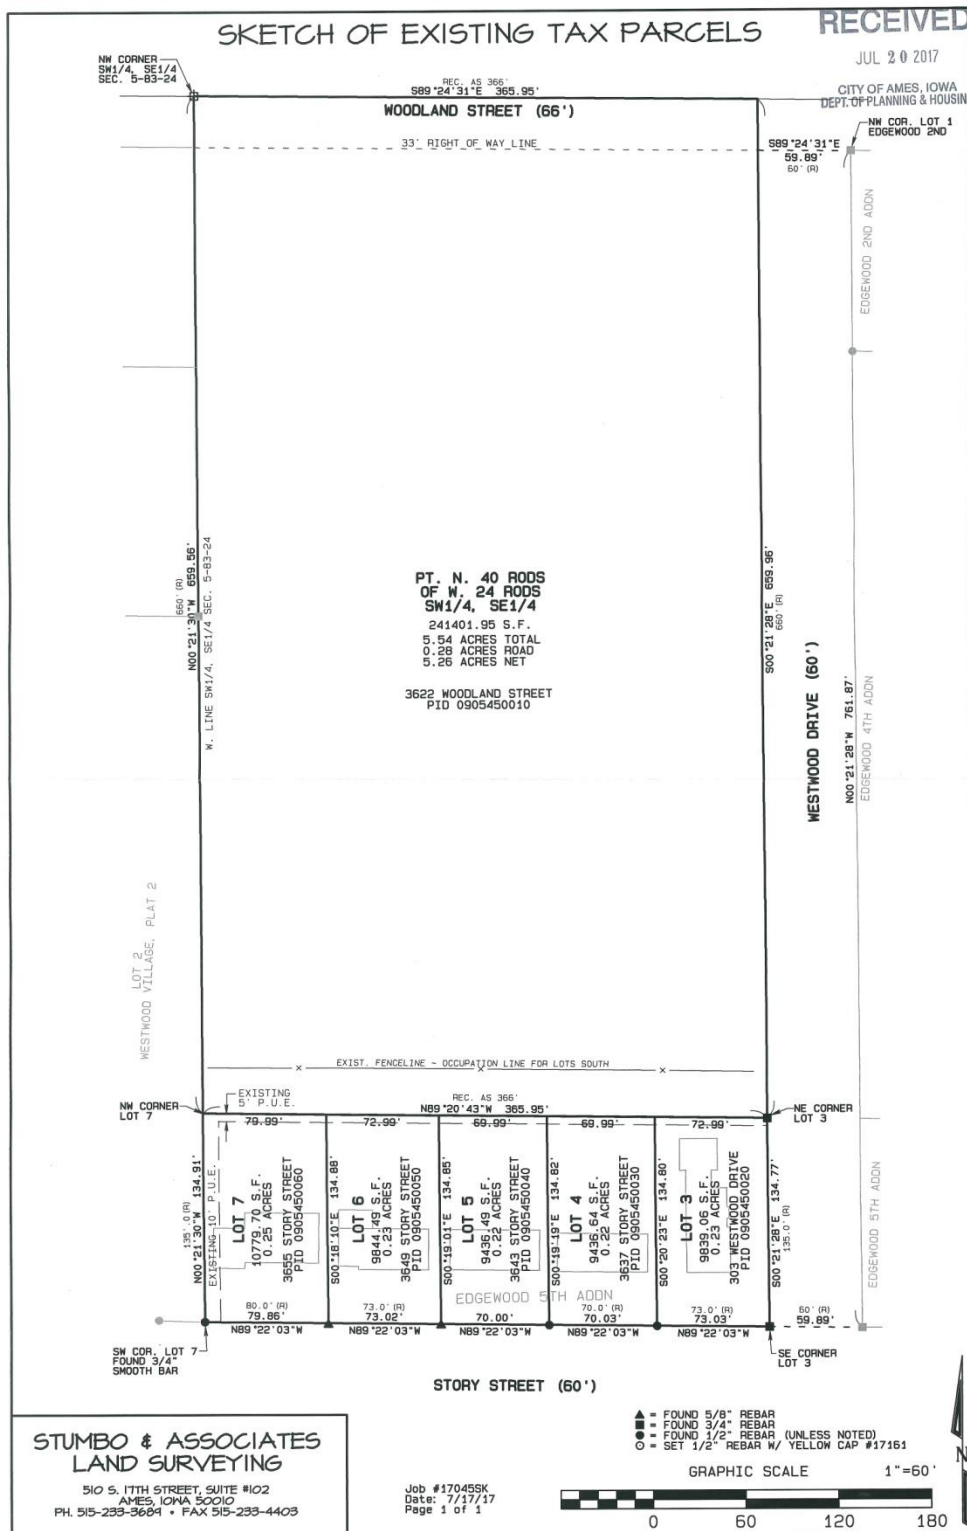 SKETCH OF EXISTING TAX PARCELS
RECEIVED
JUL 20 2017
CITY OF AMES, IOWA
DEPT. OF PLANNING & HOUSIN
NW CORNER
SW1/4, SE1/4
SEC. 5-83-24
REC. AS 366'
S89°24'31"E 365.95'
WOODLAND STREET (66')
33' RIGHT OF WAY LINE
S89°24'31"E
59.89'
60' (R)
NW COR. LOT 1
EDGEWOOD 2ND
EDGEWOOD 2ND ADDN
660' (R)
N00°21'30"W 659.56'
W. LINE SW1/4, SE1/4 SEC. 5-83-24
PT. N. 40 RODS
OF W. 24 RODS
SW1/4, SE1/4
241401.95 S.F.
5.54 ACRES TOTAL
0.28 ACRES ROAD
5.26 ACRES NET
3622 WOODLAND STREET
PID 0905450010
S00°21'28"E 659.96'
660' (R)
WESTWOOD DRIVE (60')
N00°21'28"W 761.87'
EDGEWOOD 4TH ADDN
LOT 2
WESTWOOD VILLAGE, PLAT 2
EXIST. FENCELINE - OCCUPATION LINE FOR LOTS SOUTH
NW CORNER
LOT 7
EXISTING
5' P.U.E.
REC. AS 366'
N89°20'43"W 365.95'
NE CORNER
LOT 3
79.99'
72.99'
69.99'
69.99'
72.99'
135'.0(R)
N00°21'30"W 134.91'
EXISTING 10' P.U.E.
LOT 7
10779.70 S.F.
0.25 ACRES
3655 STORY STREET
PID 0905450060
S00°18'10"E 134.88'
LOT 6
9844.49 S.F.
0.23 ACRES
3649 STORY STREET
PID 0905450050
S00°19'01"E 134.85'
LOT 5
9436.49 S.F.
0.22 ACRES
3643 STORY STREET
PID 0905450040
S00°19'19"E 134.82'
LOT 4
9436.64 S.F.
0.22 ACRES
3637 STORY STREET
PID 0905450030
S00°20'23"E 134.80'
LOT 3
9839.06 S.F.
0.23 ACRES
303 WESTWOOD DRIVE
PID 0905450020
S00°21'28"E 134.77'
135.0' (R)
EDGEWOOD 5TH ADDN
EDGEWOOD 5TH ADDN
80.0' (R)
79.86'
N89°22'03"W
73.0' (R)
73.02'
N89°22'03"W
70.00'
N89°22'03"W
70.0' (R)
70.03'
N89°22'03"W
73.0' (R)
73.03'
N89°22'03"W
60' (R)
59.89'
SW COR. LOT 7
FOUND 3/4"
SMOOTH BAR
SE CORNER
LOT 3
STORY STREET (60')
▲ = FOUND 5/8" REBAR
■ = FOUND 3/4" REBAR
● = FOUND 1/2" REBAR (UNLESS NOTED)
○ = SET 1/2" REBAR W/ YELLOW CAP #17161
STUMBO & ASSOCIATES
LAND SURVEYING
510 S. 17TH STREET, SUITE #102
AMES, IOWA 50010
PH. 515-233-3689 • FAX 515-233-4403
Job #17045SK
Date: 7/17/17
Page 1 of 1
GRAPHIC SCALE 1"=60'
0 60 120 180
N